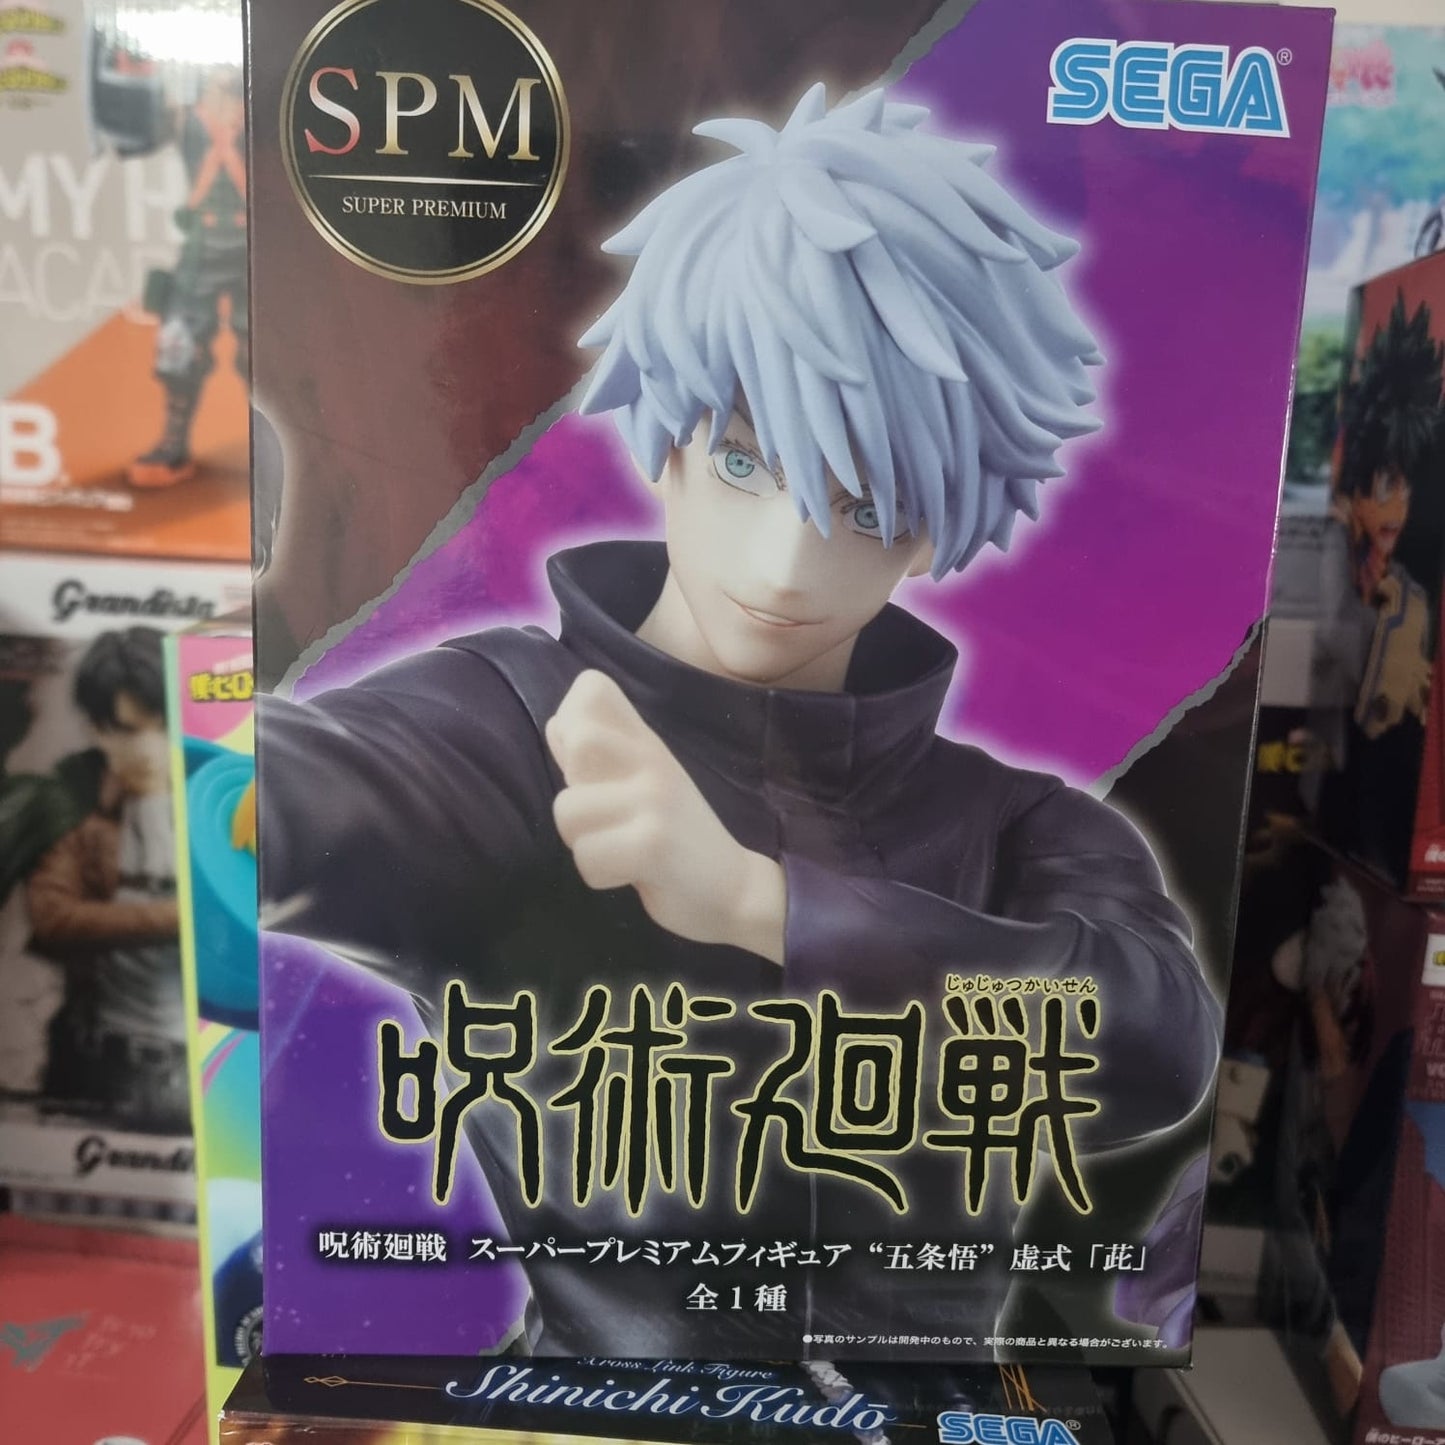 SPM
SUPER PREMIUM
SEGA®
MY H
ACAD
B
Grandista
Grandi
じゅじゅつかいせん
呪術廻戦
呪術廻戦 スーパープレミアムフィギュア “五条悟” 虚式「茈」
全1種
●写真のサンプルは開発中のもので、実際の商品と異なる場合がございます。
Xross Link Figure
Shinichi Kudō
SEGA®